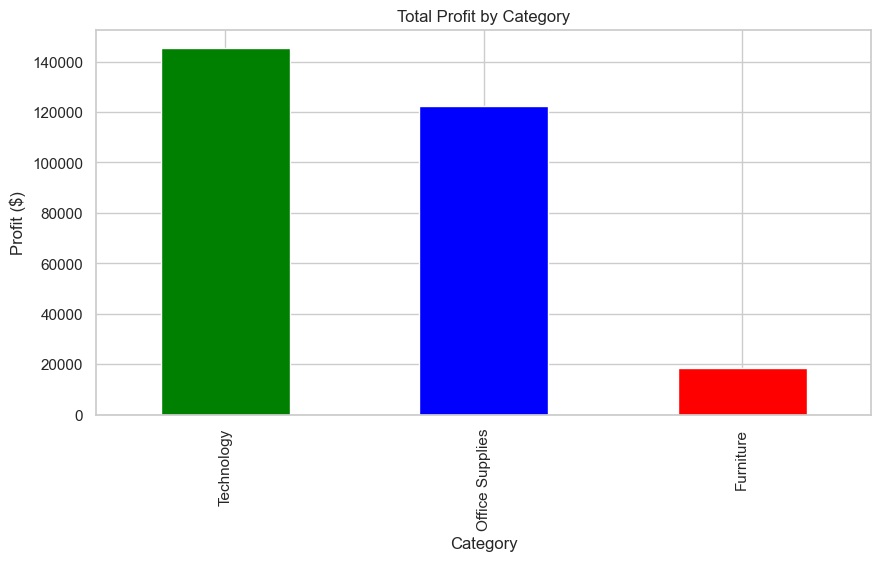 Total Profit by Category
Profit ($)
140000
120000
100000
80000
60000
40000
20000
0
Technology
Office Supplies
Furniture
Category